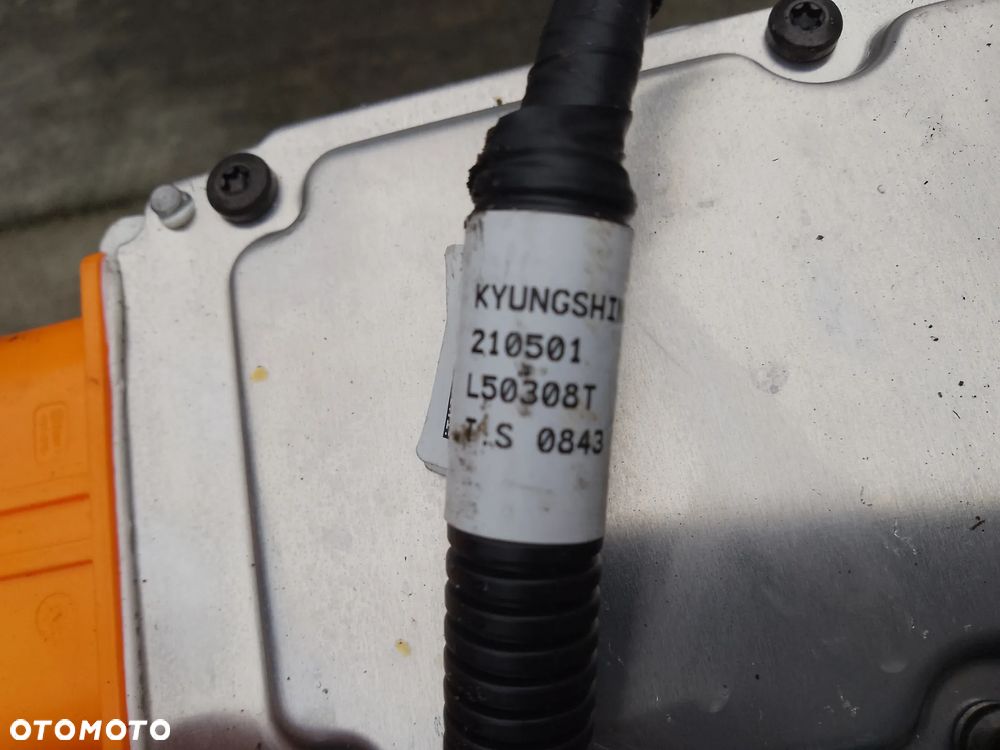 KYUNGSHIN
210501
L50308T
T.S 0843
OTOMOTO